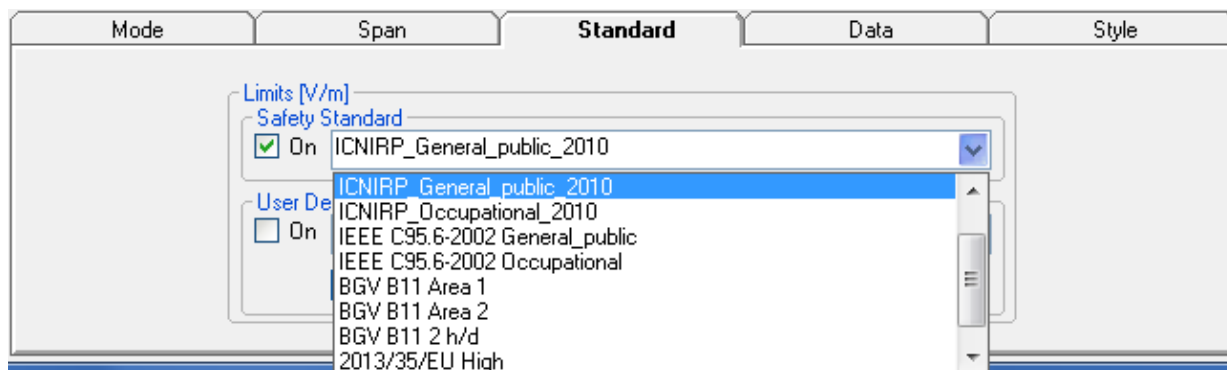 Mode Span Standard Data Style
Limits [V/m]
Safety Standard
On ICNIRP_General_public_2010
ICNIRP_General_public_2010
ICNIRP_Occupational_2010
User De
On
IEEE C95.6-2002 General_public
IEEE C95.6-2002 Occupational
BGV B11 Area 1
BGV B11 Area 2
BGV B11 2 h/d
2013/35/EU High